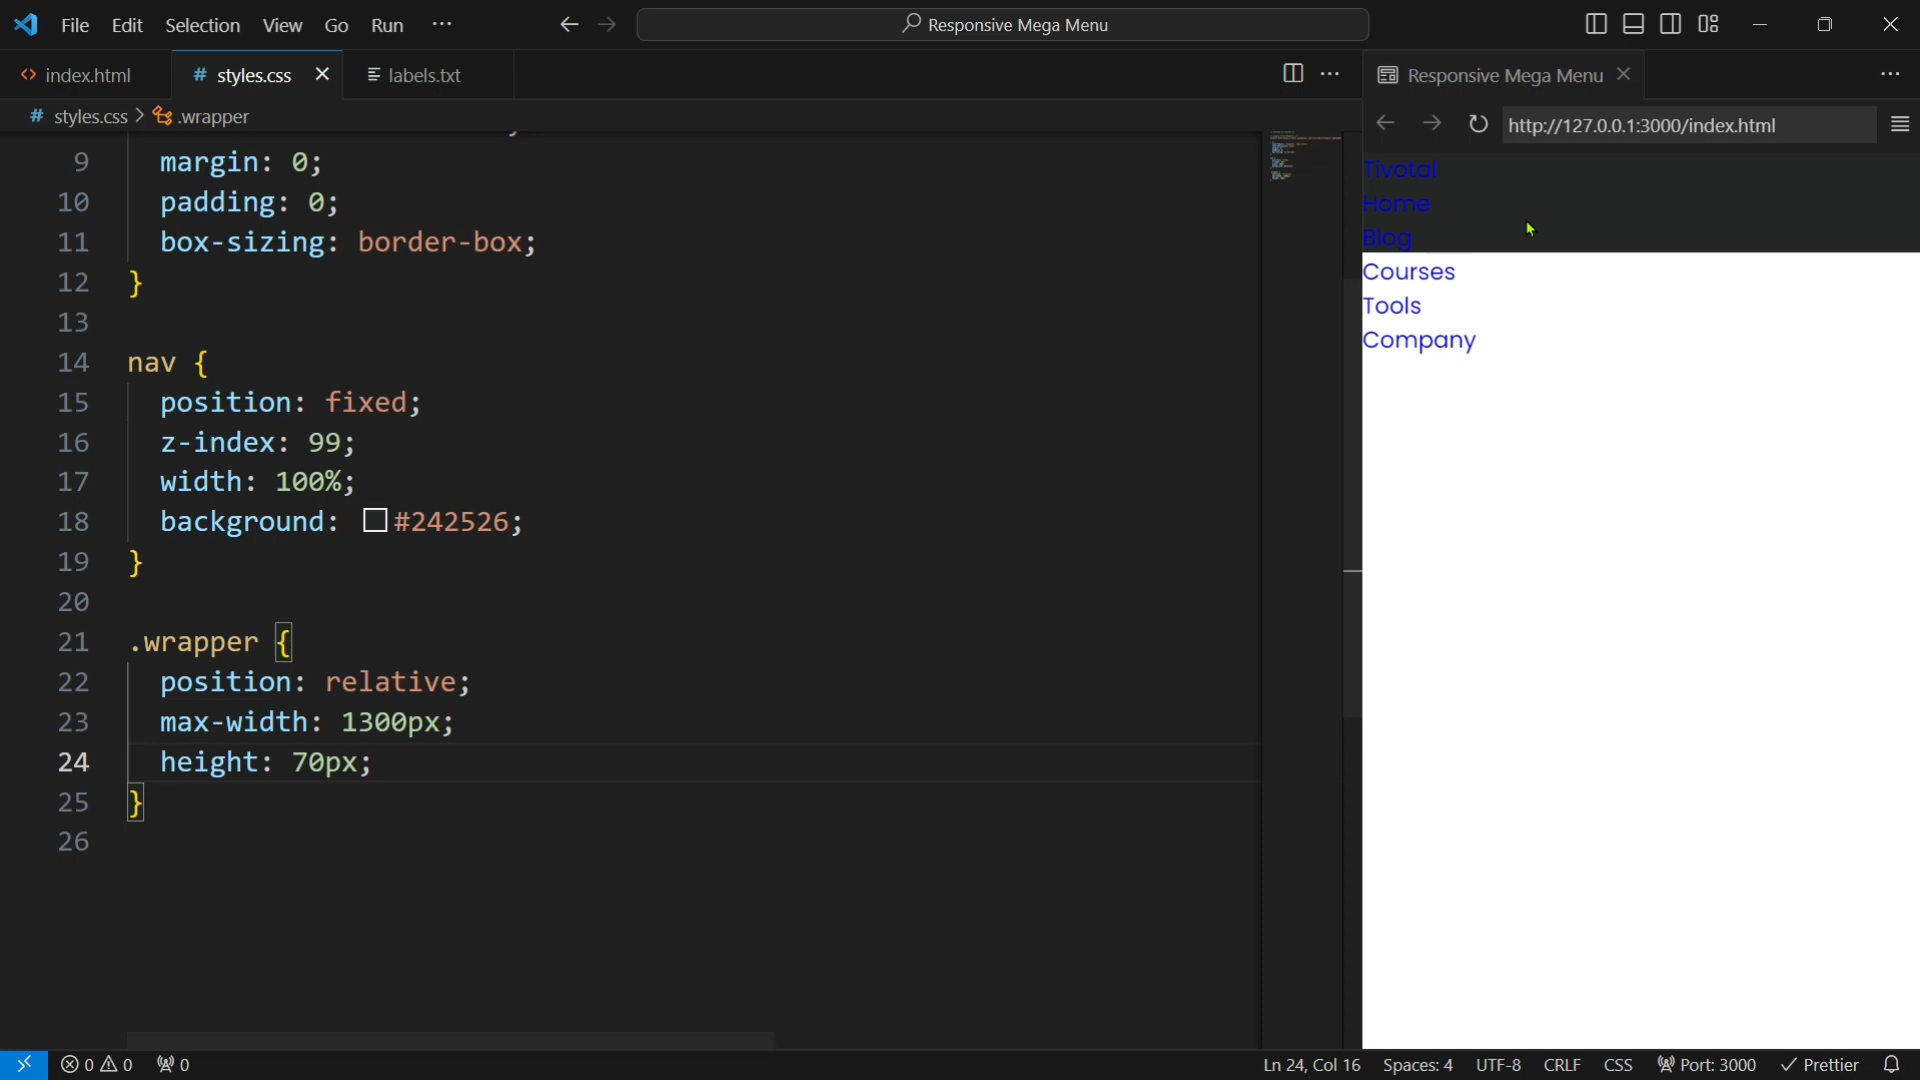 File Edit Selection View Go Run ··· Responsive Mega Menu
index.html # styles.css labels.txt ··· Responsive Mega Menu ···
# styles.css > .wrapper
http://127.0.0.1:3000/index.html
9 margin: 0;
10 padding: 0;
11 box-sizing: border-box;
12 }
13
14 nav {
15 position: fixed;
16 z-index: 99;
17 width: 100%;
18 background: #242526;
19 }
20
21 .wrapper {
22 position: relative;
23 max-width: 1300px;
24 height: 70px;
25 }
26
Tivotal
Home
Blog
Courses
Tools
Company
0 0 0 Ln 24, Col 16 Spaces: 4 UTF-8 CRLF CSS Port: 3000 Prettier